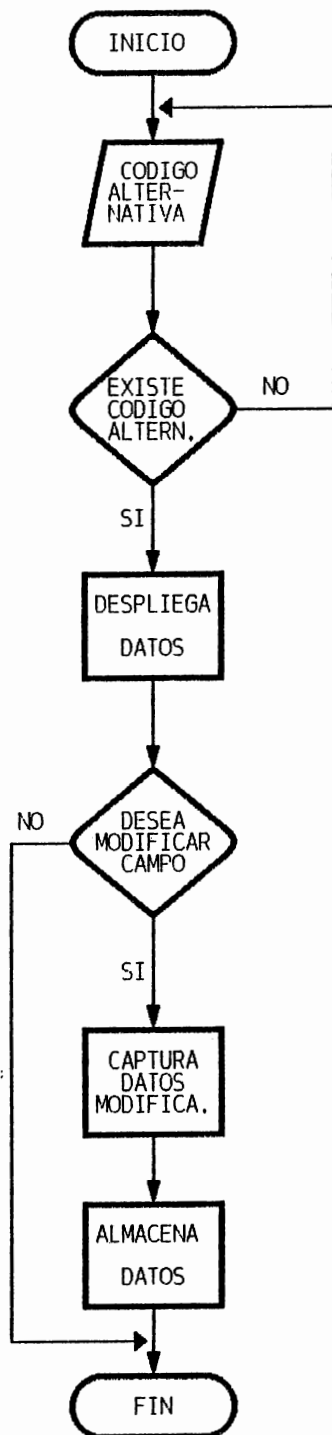 INICIO
CODIGO
ALTER-
NATIVA
EXISTE
CODIGO
ALTERN.
NO
SI
DESPLIEGA
DATOS
NO
DESEA
MODIFICAR
CAMPO
SI
CAPTURA
DATOS
MODIFICA.
ALMACENA
DATOS
FIN